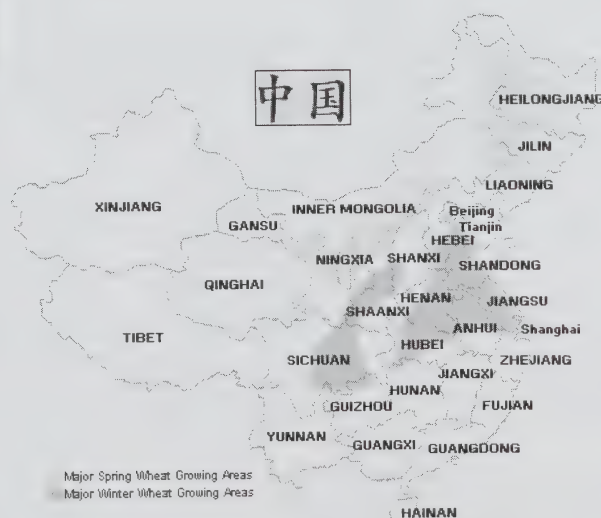 中国
HEILONGJIANG
JILIN
LIAONING
XINJIANG
INNER MONGOLIA
Beijing
GANSU
Tianjin
HEBEI
NINGXIA
SHANXI
SHANDONG
QINGHAI
HENAN
JIANGSU
SHAANXI
TIBET
ANHUI
Shanghai
HUBEI
SICHUAN
ZHEJIANG
JIANGXI
HUNAN
GUIZHOU
FUJIAN
YUNNAN
GUANGXI
GUANGDONG
Major Spring Wheat Growing Areas
Major Winter Wheat Growing Areas
HAINAN